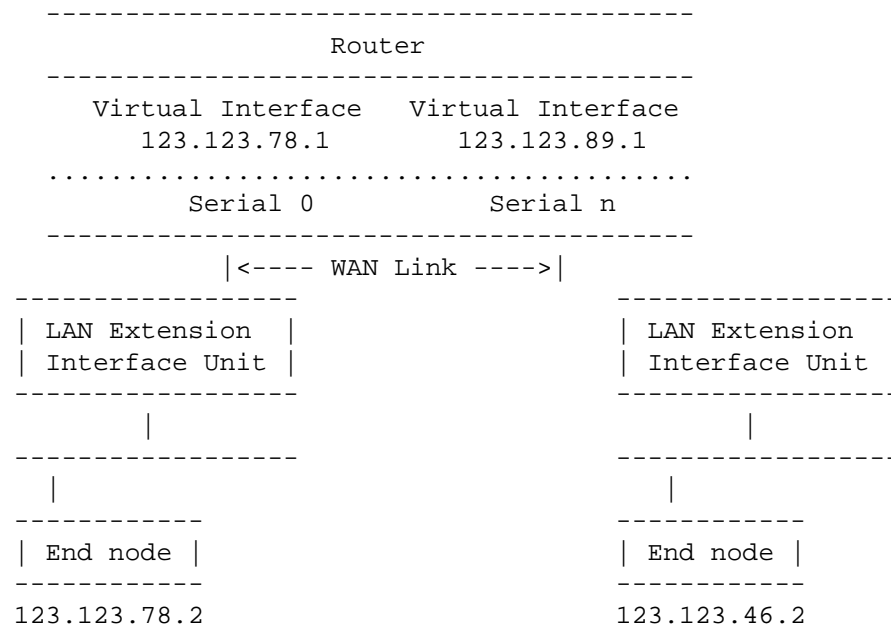 Router
Virtual Interface Virtual Interface
123.123.78.1 123.123.89.1
Serial 0 Serial n
|<---- WAN Link ---->|
LAN Extension LAN Extension
Interface Unit Interface Unit
End node End node
123.123.78.2 123.123.46.2